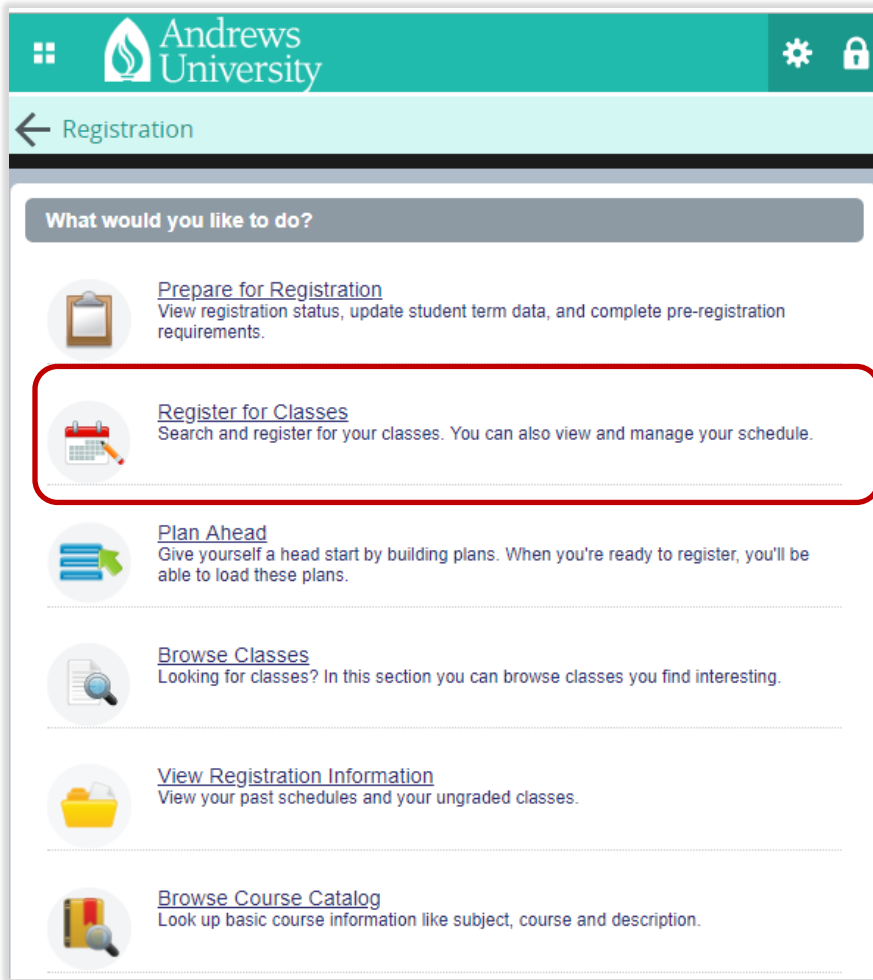 Andrews
University
Registration
What would you like to do?
Prepare for Registration
View registration status, update student term data, and complete pre-registration
requirements.
Register for Classes
Search and register for your classes. You can also view and manage your schedule.
Plan Ahead
Give yourself a head start by building plans. When you're ready to register, you'll be
able to load these plans.
Browse Classes
Looking for classes? In this section you can browse classes you find interesting.
View Registration Information
View your past schedules and your ungraded classes.
Browse Course Catalog
Look up basic course information like subject, course and description.